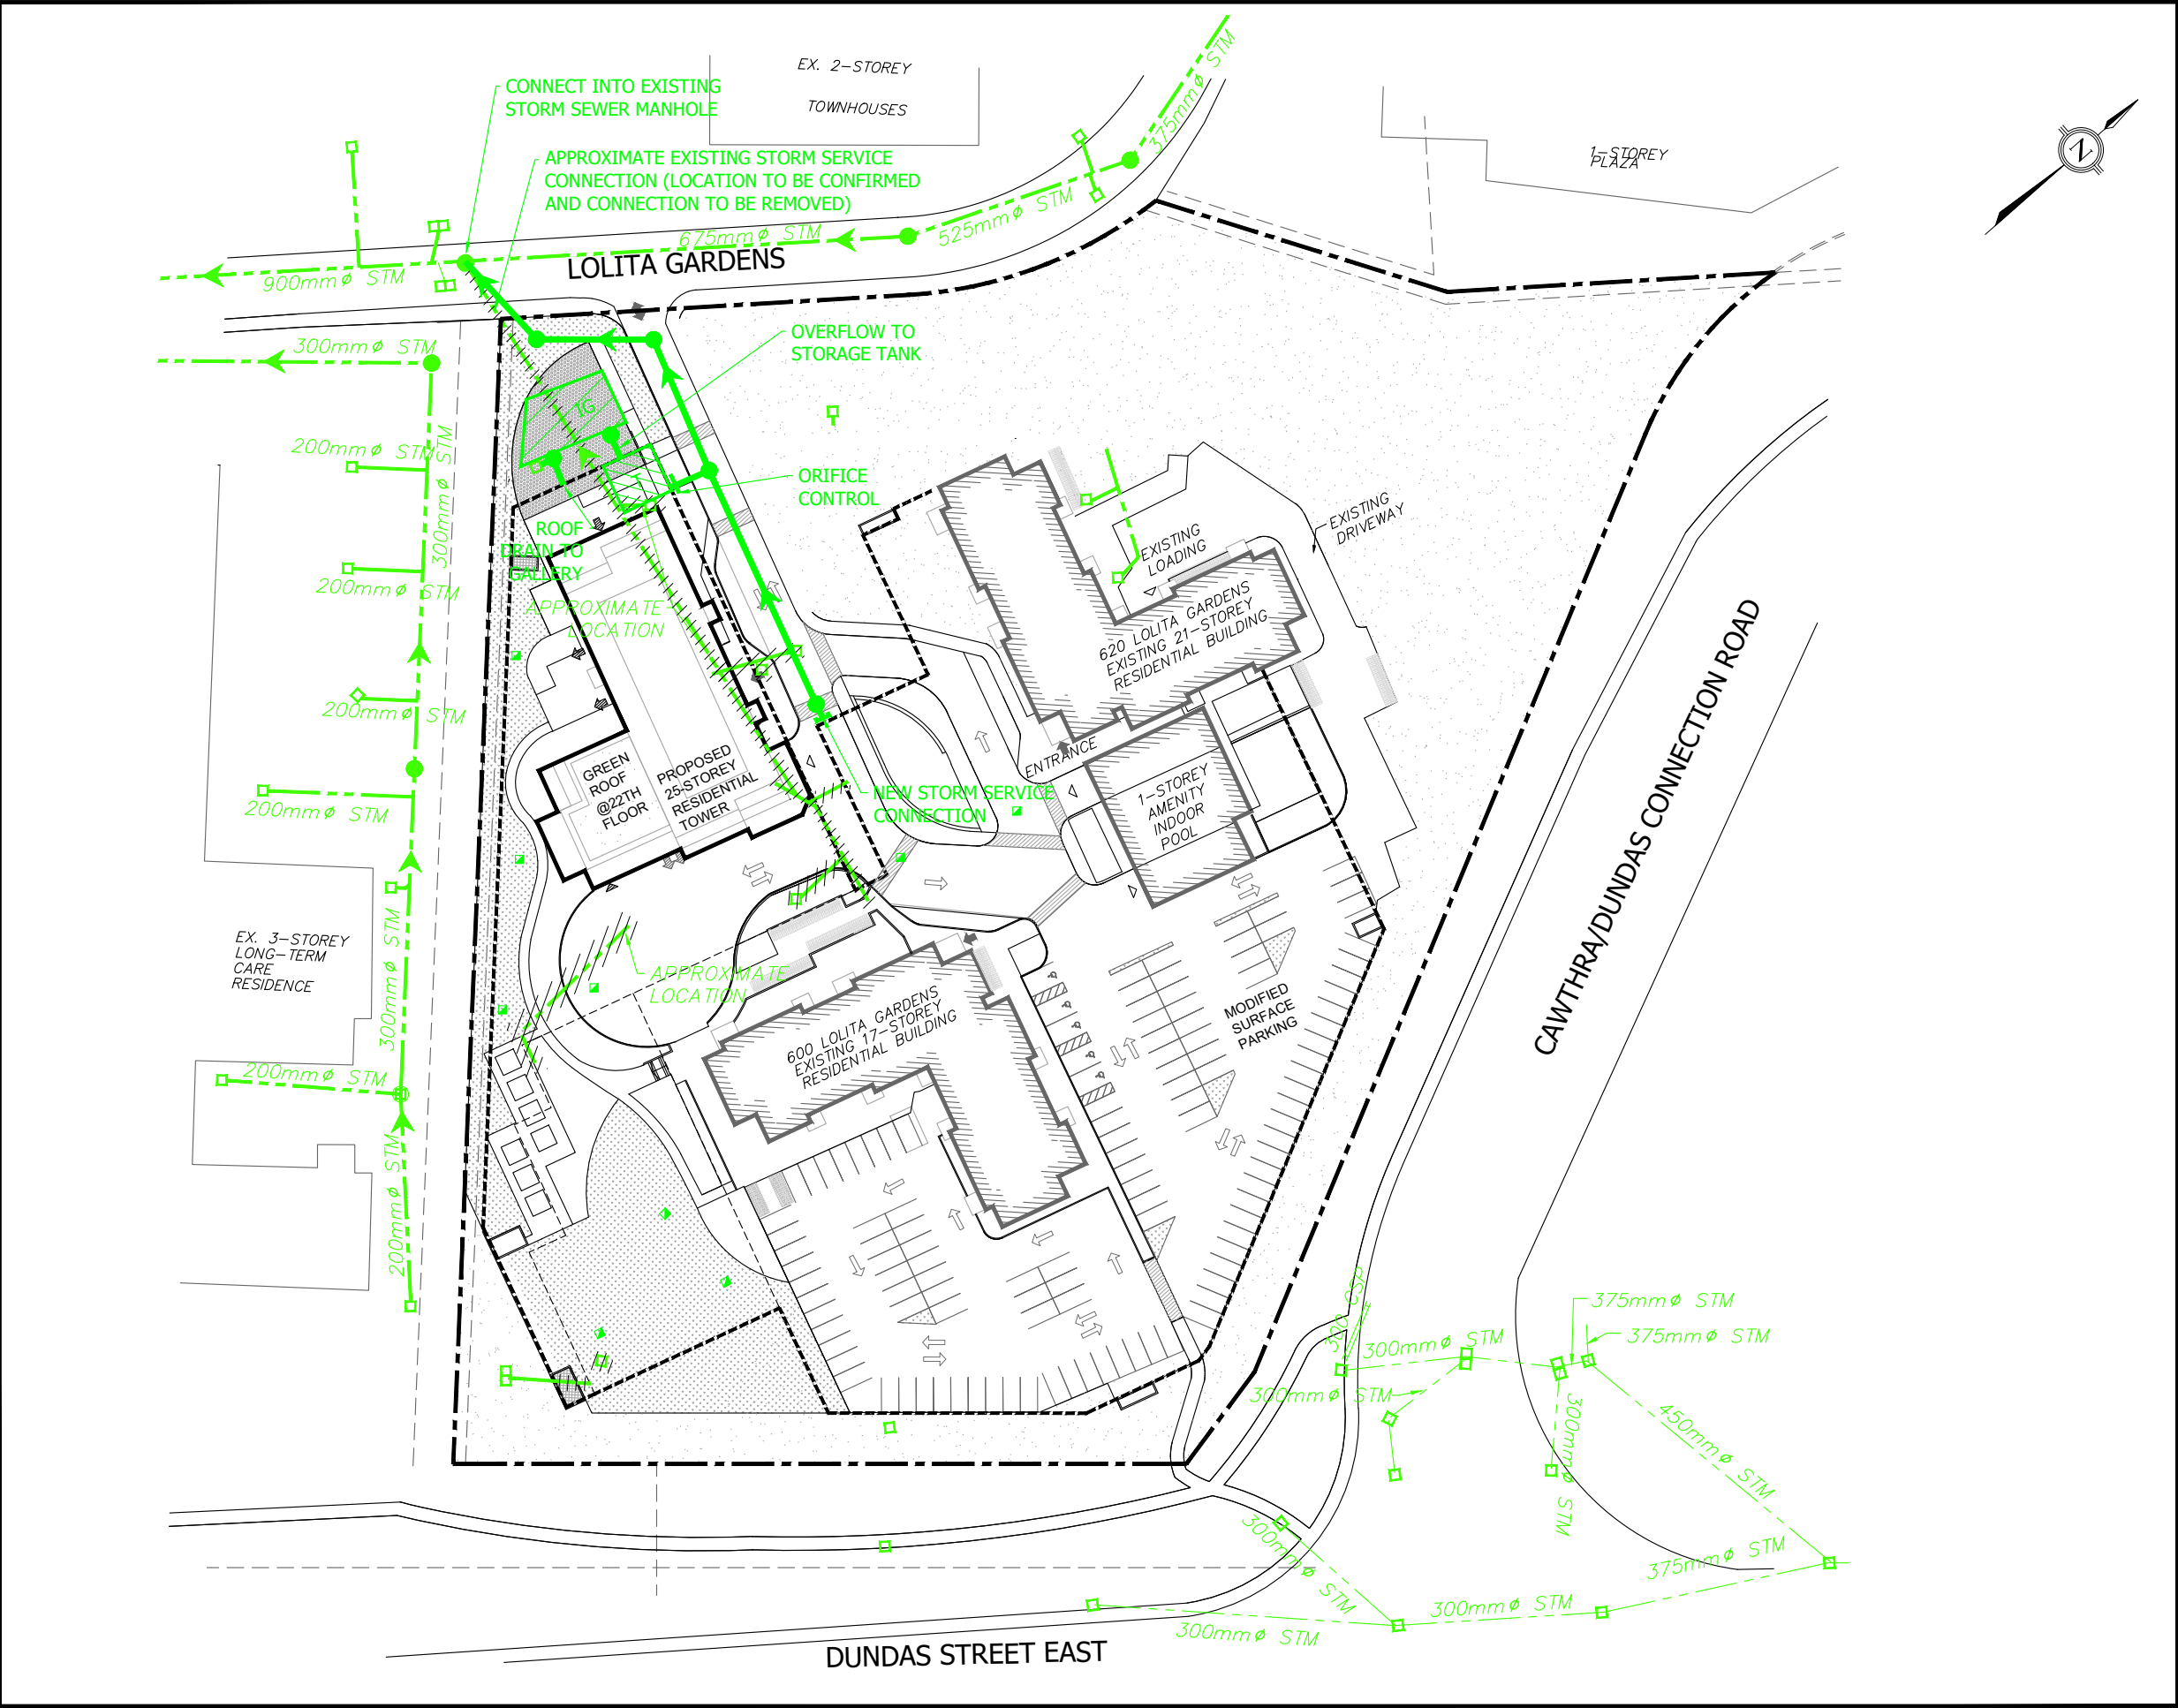 EX. 2-STOREY
TOWNHOUSES
CONNECT INTO EXISTING
STORM SEWER MANHOLE
375mmø STM
1-STOREY
PLAZA
N
APPROXIMATE EXISTING STORM SERVICE
CONNECTION (LOCATION TO BE CONFIRMED
AND CONNECTION TO BE REMOVED)
525mmø STM
675mmø STM
LOLITA GARDENS
900mmø STM
300mmø STM
OVERFLOW TO
STORAGE TANK
IG
200mmø STM
300mmø STM
T
ORIFICE
CONTROL
ROOF
DRAIN TO
GALLERY
EXISTING
DRIVEWAY
EXISTING
LOADING
200mmø STM
APPROXIMATE
LOCATION
620 LOLITA GARDENS
EXISTING 21-STOREY
RESIDENTIAL BUILDING
200mmø STM
CAWTHRA/DUNDAS CONNECTION ROAD
GREEN
ROOF
@22TH
FLOOR
PROPOSED
25-STOREY
RESIDENTIAL
TOWER
ENTRANCE
200mmø STM
NEW STORM SERVICE
CONNECTION
1-STOREY
AMENITY
INDOOR
POOL
EX. 3-STOREY
LONG-TERM
CARE
RESIDENCE
300mmø STM
APPROXIMATE
LOCATION
600 LOLITA GARDENS
EXISTING 17-STOREY
RESIDENTIAL BUILDING
MODIFIED
SURFACE
PARKING
200mmø STM
200mmø STM
300 CSP
375mmø STM
300mmø STM
375mmø STM
300mmø STM
300mmø STM
450mmø STM
300mmø STM
375mmø STM
300mmø STM
300mmø STM
DUNDAS STREET EAST